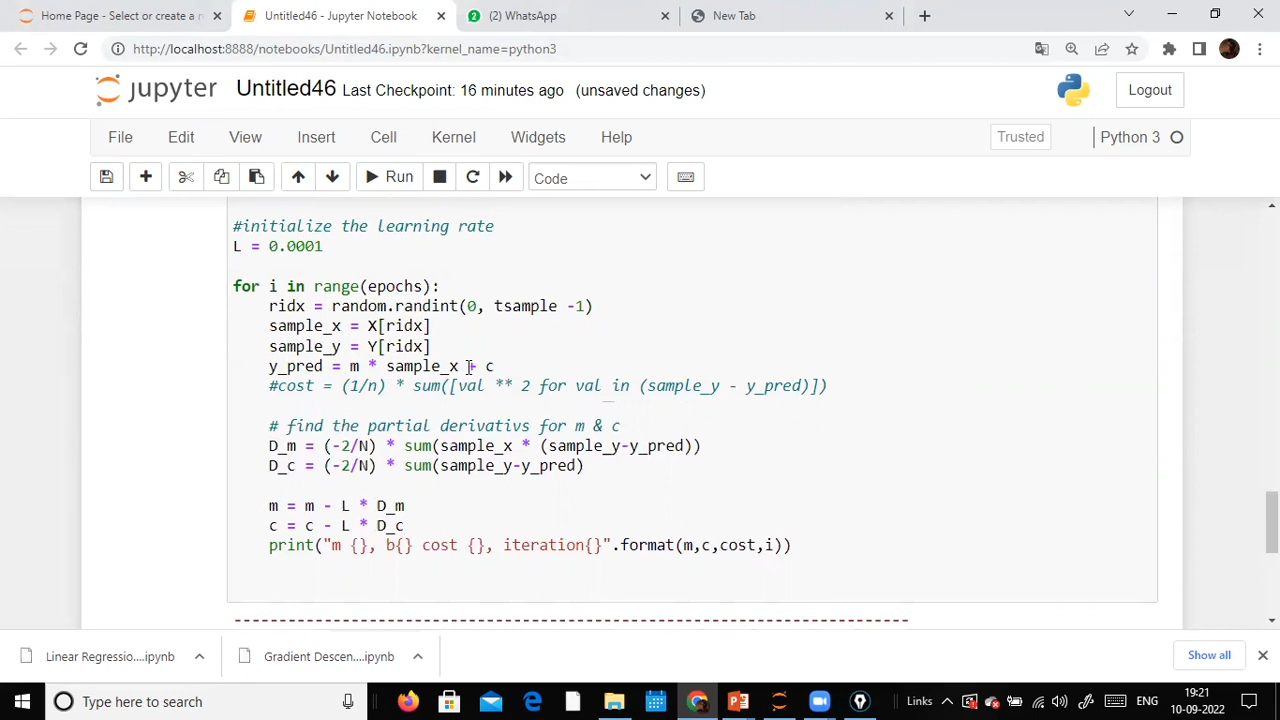 Home Page - Select or create a n
Untitled46 - Jupyter Notebook
(2) WhatsApp
New Tab
http://localhost:8888/notebooks/Untitled46.ipynb?kernel_name=python3
jupyter Untitled46 Last Checkpoint: 16 minutes ago (unsaved changes)
Logout
File Edit View Insert Cell Kernel Widgets Help
Trusted
Python 3
Run
Code
#initialize the learning rate
L = 0.0001
for i in range(epochs):
ridx = random.randint(0, tsample -1)
sample_x = X[ridx]
sample_y = Y[ridx]
y_pred = m * sample_x + c
#cost = (1/n) * sum([val ** 2 for val in (sample_y - y_pred)])
# find the partial derivativs for m & c
D_m = (-2/N) * sum(sample_x * (sample_y-y_pred))
D_c = (-2/N) * sum(sample_y-y_pred)
m = m - L * D_m
c = c - L * D_c
print("m {}, b{} cost {}, iteration{}".format(m,c,cost,i))
---------------------------------------------------------------------------
Linear Regressio....ipynb
Gradient Descen....ipynb
Show all
Type here to search
Links
ENG
19:21
10-09-2022